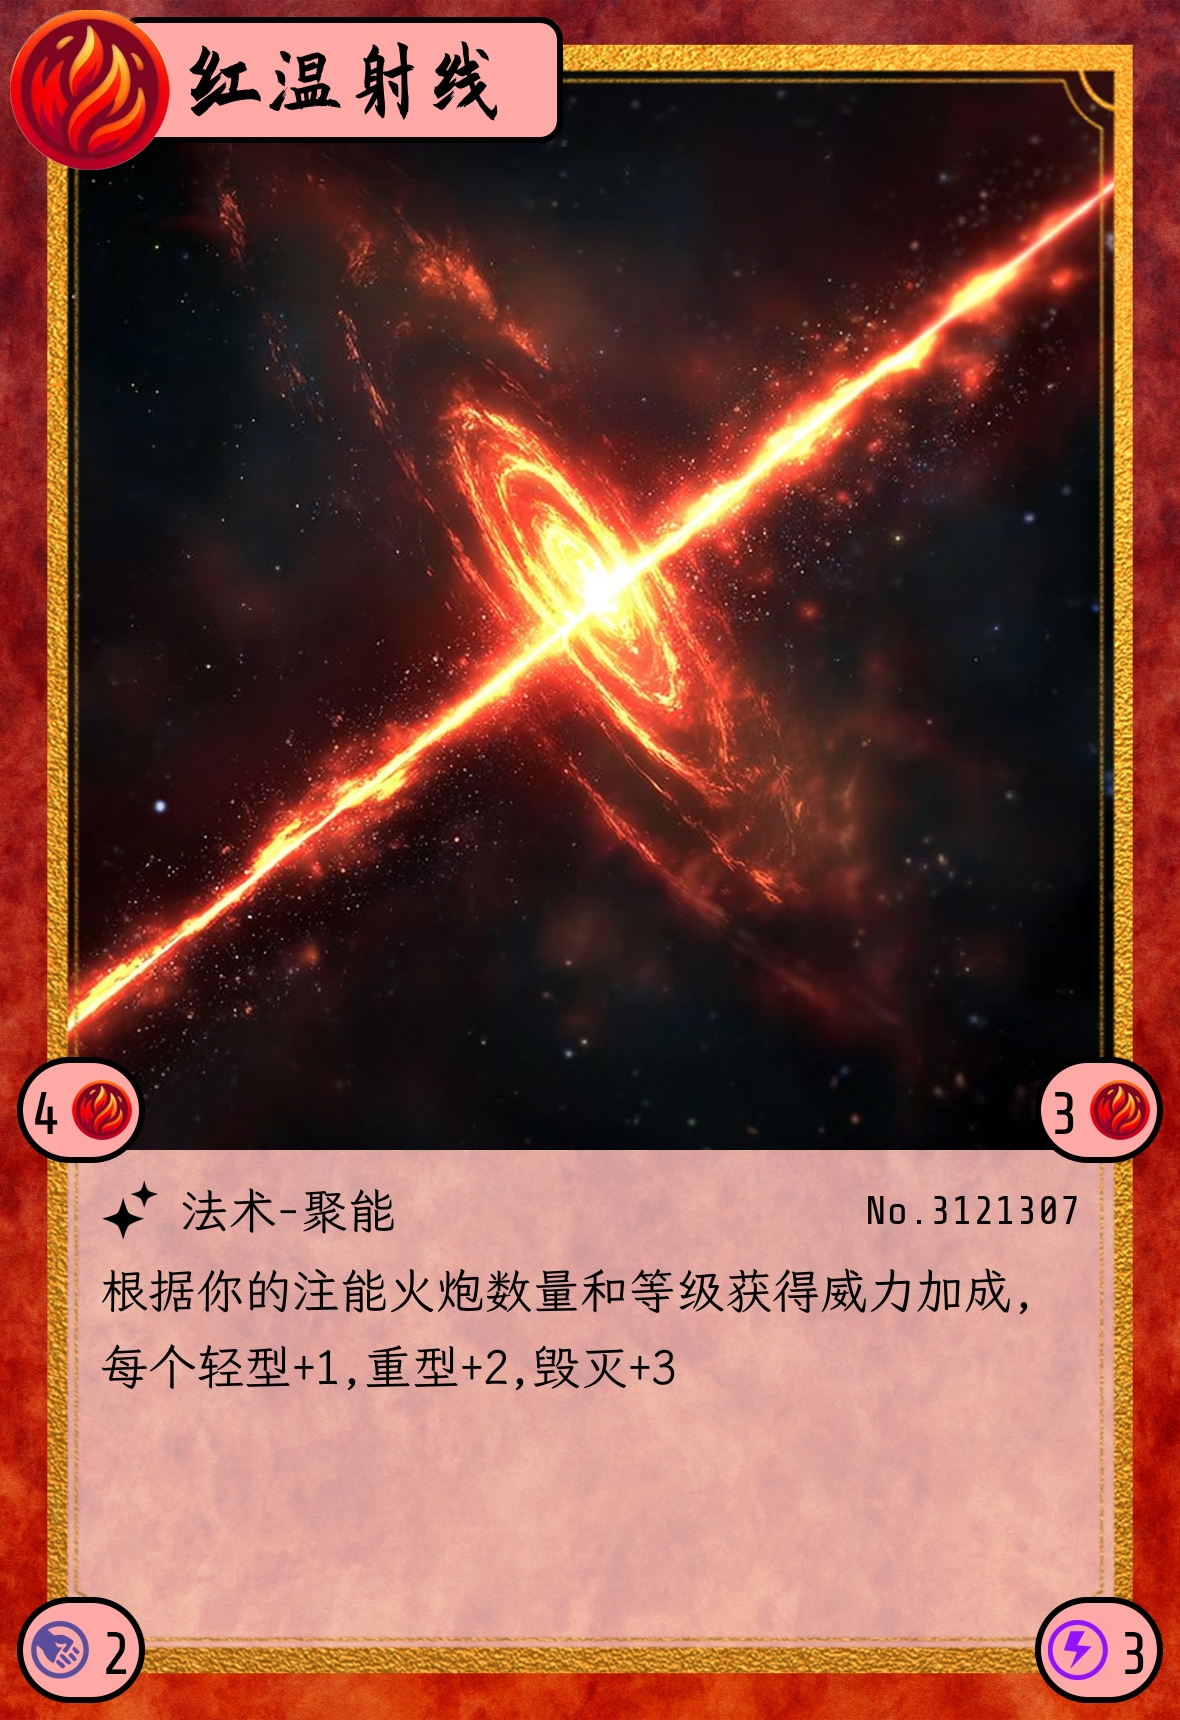 红温射线
4
3
法术-聚能
No.3121307
根据你的注能火炮数量和等级获得威力加成,
每个轻型+1,重型+2,毁灭+3
2
3